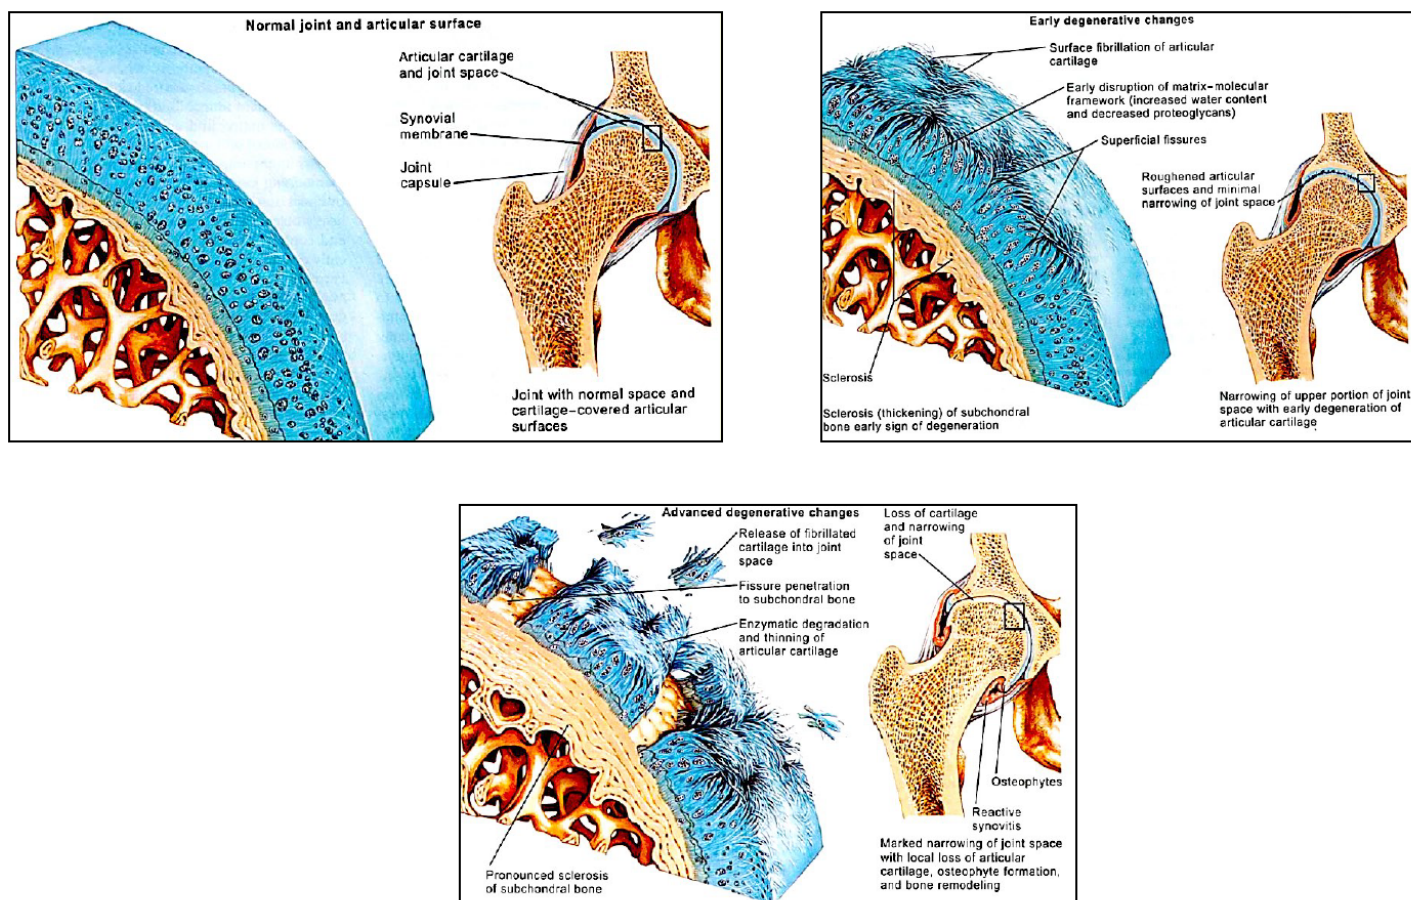 Normal joint and articular surface
Articular cartilage
and joint space
Synovial
membrane
Joint
capsule
Joint with normal space and
cartilage-covered articular
surfaces
Early degenerative changes
Surface fibrillation of articular
cartilage
Early disruption of matrix-molecular
framework (increased water content
and decreased proteoglycans)
Superficial fissures
Roughened articular
surfaces and minimal
narrowing of joint space
Sclerosis
Sclerosis (thickening) of subchondral
bone early sign of degeneration
Narrowing of upper portion of joint
space with early degeneration of
articular cartilage
Advanced degenerative changes
Release of fibrillated
cartilage into joint
space
Fissure penetration
to subchondral bone
Enzymatic degradation
and thinning of
articular cartilage
Loss of cartilage
and narrowing
of joint
space
Osteophytes
Reactive
synovitis
Pronounced sclerosis
of subchondral bone
Marked narrowing of joint space
with local loss of articular
cartilage, osteophyte formation,
and bone remodeling